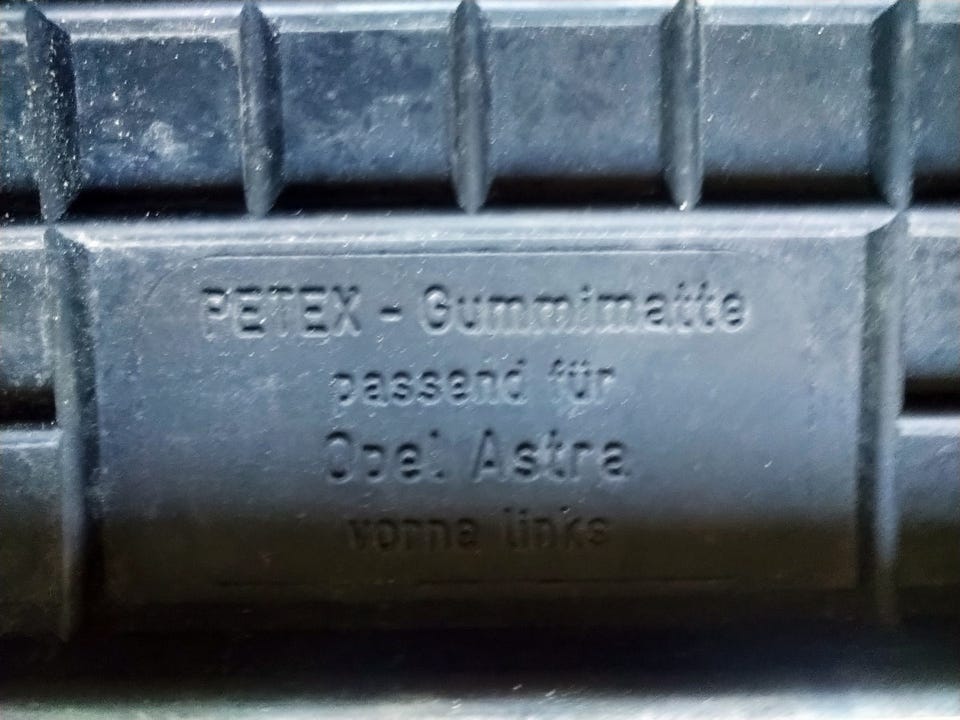 PETEX - Gummimatte
passend für
Opel Astra
vorne links